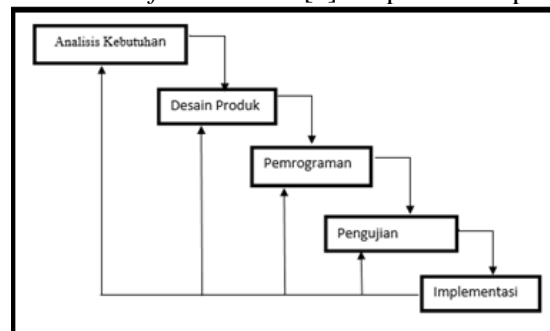 Analisis Kebutuhan
Desain Produk
Pemrograman
Pengujian
Implementasi